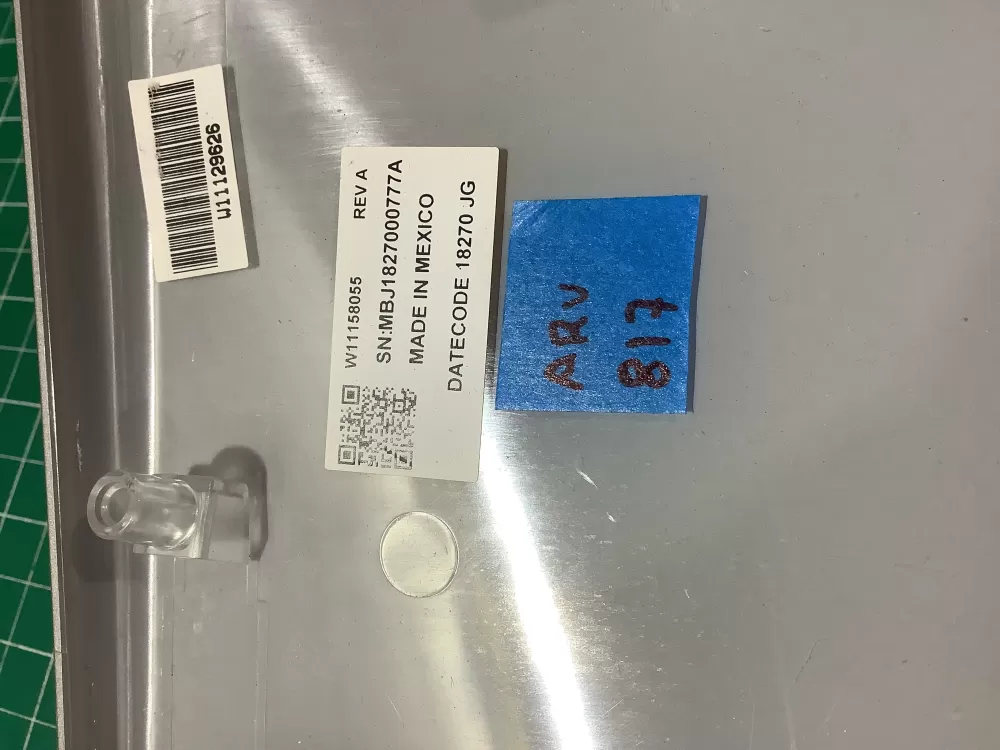 W11129626
W11158055 REV A
SN:MBJ1827000777A
MADE IN MEXICO
DATECODE 18270 JG
ARV
817